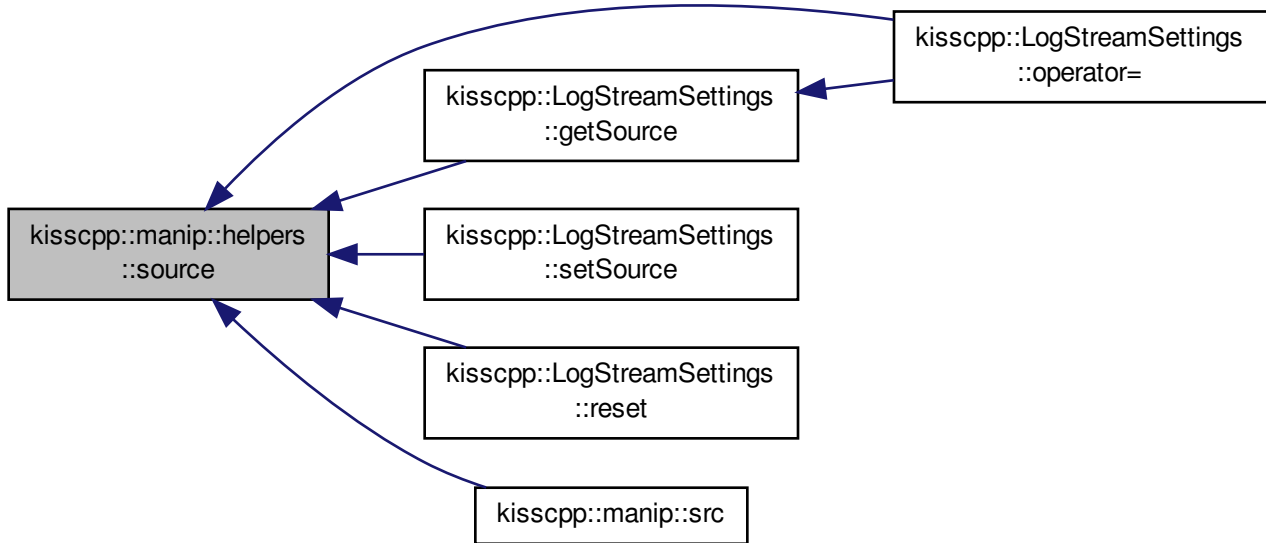 kisscpp::LogStreamSettings
::operator=
kisscpp::LogStreamSettings
::getSource
kisscpp::manip::helpers
::source
kisscpp::LogStreamSettings
::setSource
kisscpp::LogStreamSettings
::reset
kisscpp::manip::src